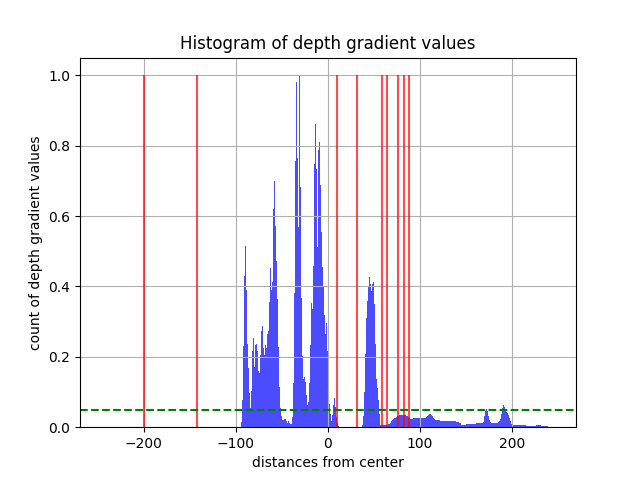 Histogram of depth gradient values
1.0
0.8
0.6
0.4
0.2
0.0
count of depth gradient values
−200 −100 0 100 200
distances from center